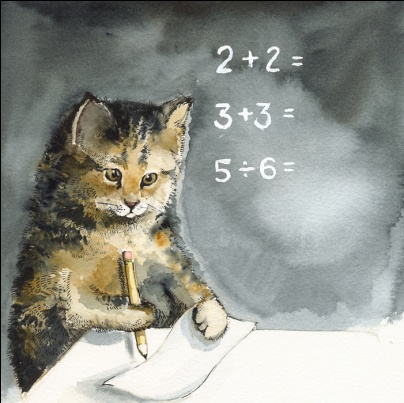 2+2=
3+3=
5÷6=